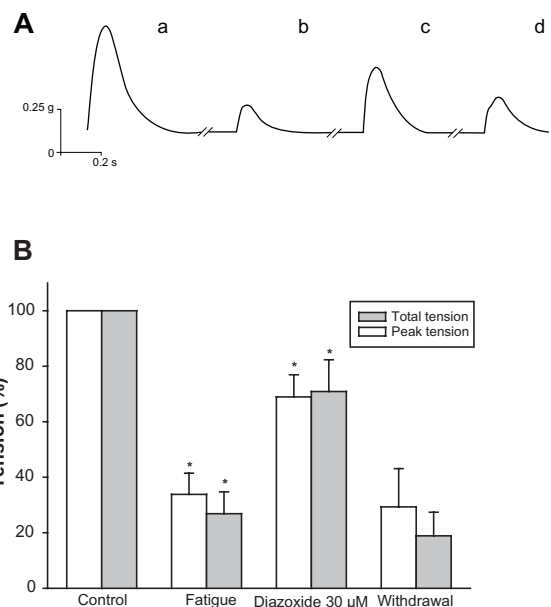 A
a b c d
0.25 g
0
0.2 s
B
Tension (%)
100
80
60
40
20
0
Total tension
Peak tension
* * * *
Control Fatigue Diazoxide 30 µM Withdrawal